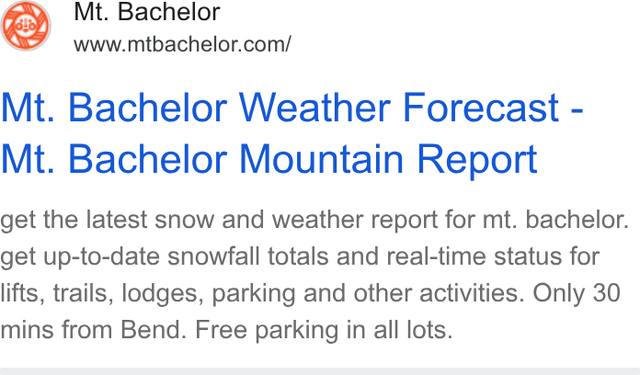 Mt. Bachelor
www.mtbachelor.com/
Mt. Bachelor Weather Forecast -
Mt. Bachelor Mountain Report
get the latest snow and weather report for mt. bachelor.
get up-to-date snowfall totals and real-time status for
lifts, trails, lodges, parking and other activities. Only 30
mins from Bend. Free parking in all lots.